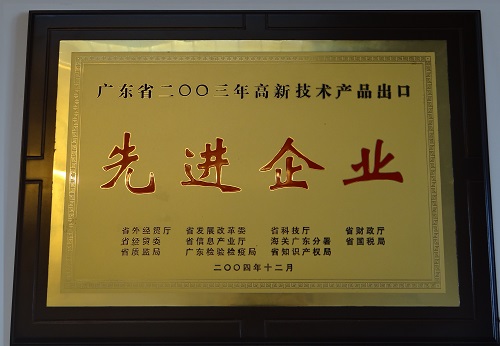 广东省二〇〇三年高新技术产品出口
先进企业
省外经贸厅 省发展改革委 省科技厅 省财政厅
省经贸委 省信息产业厅 海关广东分署 省国税局
省质监局 广东检验检疫局 省知识产权局
二〇〇四年十二月